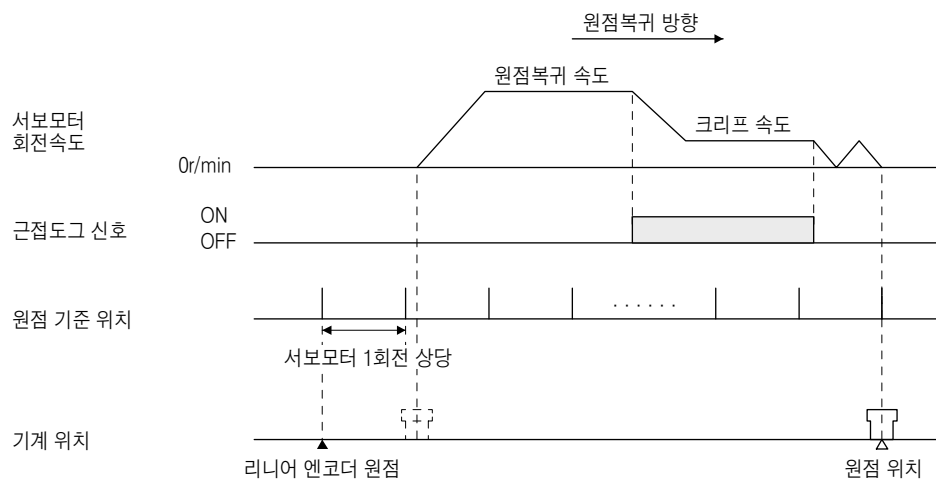 원점복귀 방향
원점복귀 속도
서보모터
회전속도
크리프 속도
0r/min
ON
근접도그 신호
OFF
원점 기준 위치
. . . . . .
서보모터 1회전 상당
기계 위치
리니어 엔코더 원점
원점 위치